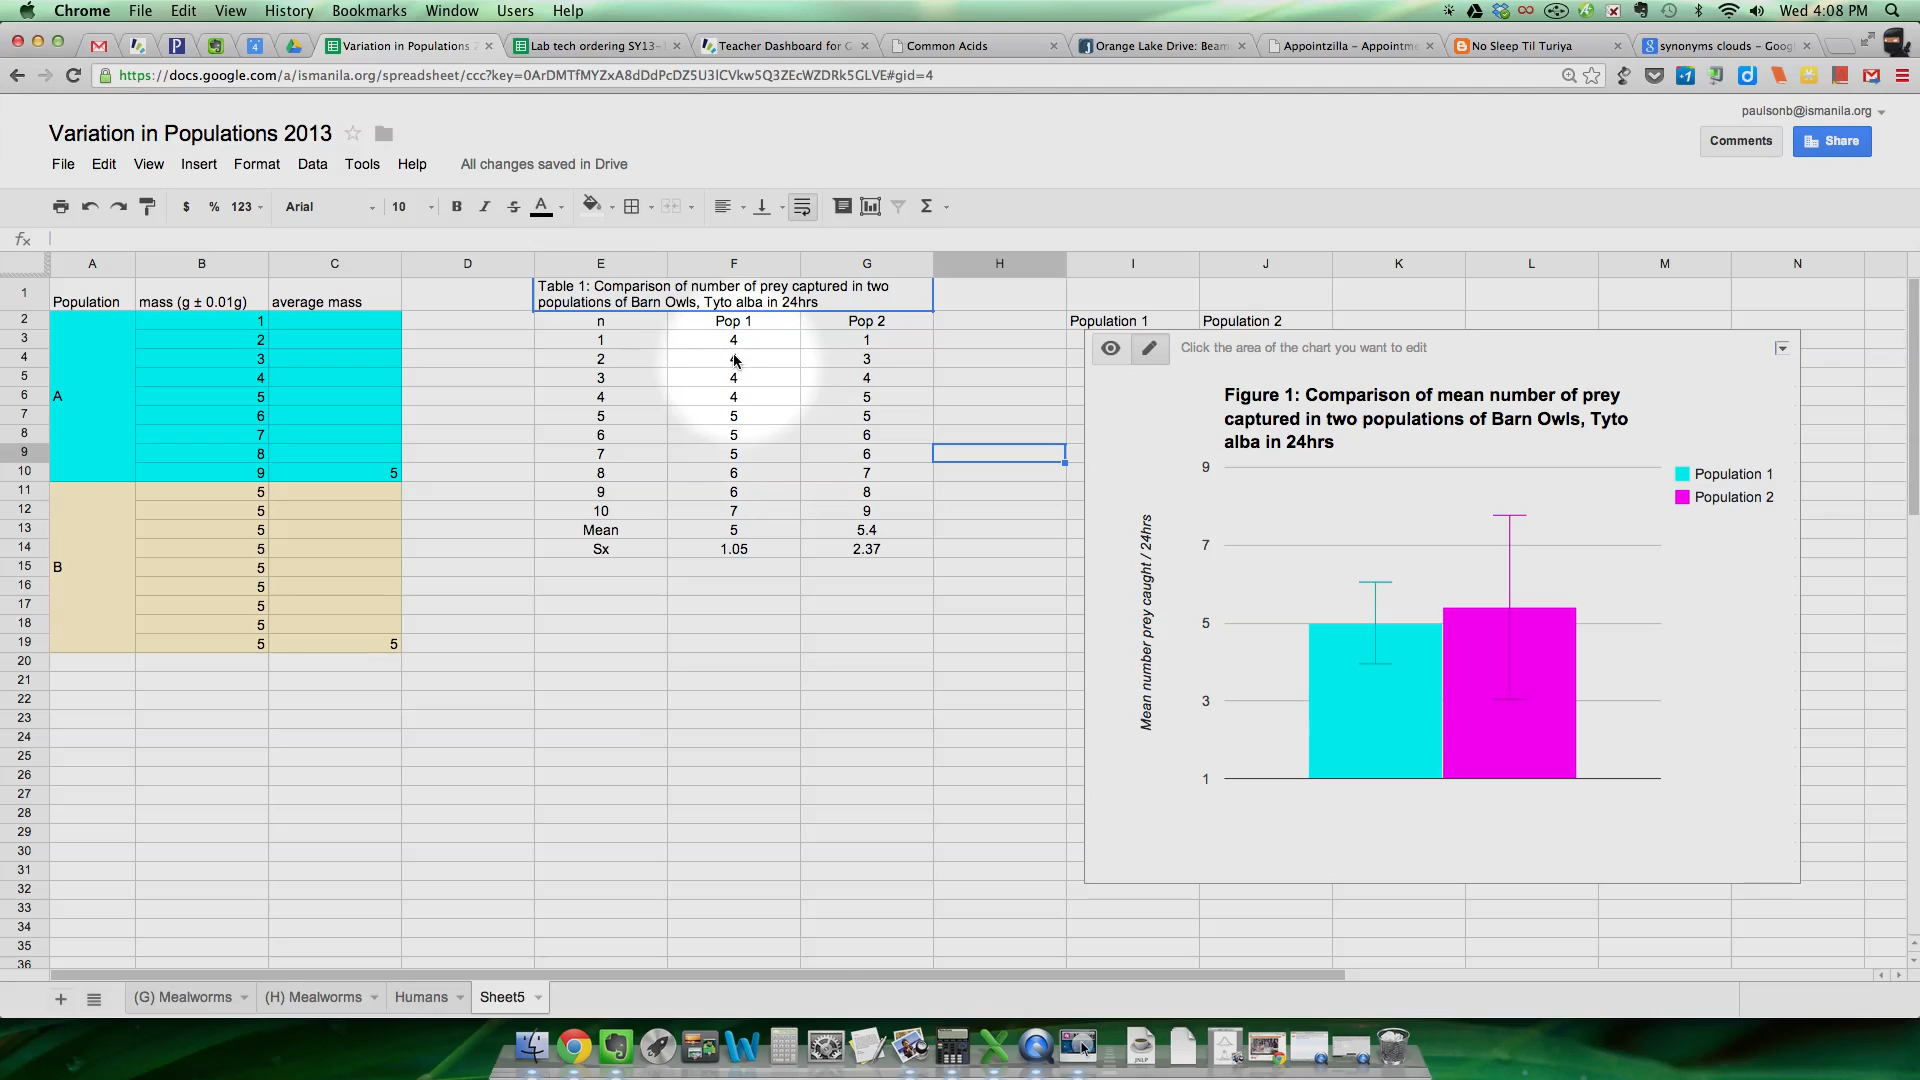 Chrome File Edit View History Bookmarks Window Users Help Wed 4:08 PM
Variation in Populations 2 Lab tech ordering SY13- Teacher Dashboard for G Common Acids Orange Lake Drive: Beam Appointzilla – Appointme No Sleep Til Turiya synonyms clouds – Goog
https://docs.google.com/a/ismanila.org/spreadsheet/ccc?key=0ArDMTfMYZxA8dDdPcDZ5U3lCVkw5Q3ZEcWZDRk5GLVE#gid=4
paulsonb@ismanila.org
Variation in Populations 2013
Comments Share
File Edit View Insert Format Data Tools Help All changes saved in Drive
$ % 123 Arial 10 B I S A Σ
fx
A B C D E F G H I J K L M N
1 Population mass (g ± 0.01g) average mass Table 1: Comparison of number of prey captured in two
populations of Barn Owls, Tyto alba in 24hrs
2 1 n Pop 1 Pop 2 Population 1 Population 2
3 2 1 4 1
4 3 2 3
5 4 3 4 4
6 A 5 4 4 5
7 6 5 5 5
8 7 6 5 6
9 8 7 5 6
10 9 5 8 6 7
11 5 9 6 8
12 5 10 7 9
13 5 Mean 5 5.4
14 5 Sx 1.05 2.37
15 B 5
16 5
17 5
18 5
19 5 5
20
21
22
23
24
25
26
27
28
29
30
31
32
33
34
35
36
Click the area of the chart you want to edit
Figure 1: Comparison of mean number of prey
captured in two populations of Barn Owls, Tyto
alba in 24hrs
9
7
5
3
1
Mean number prey caught / 24hrs
Population 1
Population 2
+ (G) Mealworms (H) Mealworms Humans Sheet5